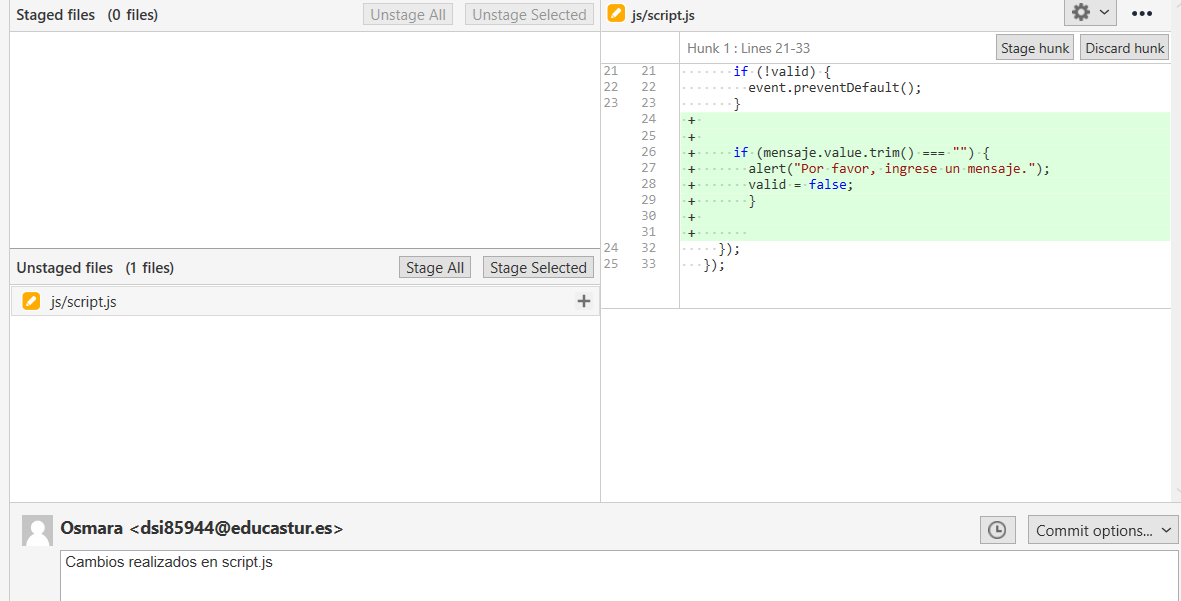 Staged files (0 files) Unstage All Unstage Selected
js/script.js
Hunk 1 : Lines 21-33 Stage hunk Discard hunk
21 21 if (!valid) {
22 22 event.preventDefault();
23 23 }
24 +
25 +
26 + if (mensaje.value.trim() === "") {
27 + alert("Por favor, ingrese un mensaje.");
28 + valid = false;
29 + }
30 +
31 +
24 32 });
25 33 });
Unstaged files (1 files) Stage All Stage Selected
js/script.js +
Osmara <dsi85944@educastur.es>
Commit options...
Cambios realizados en script.js